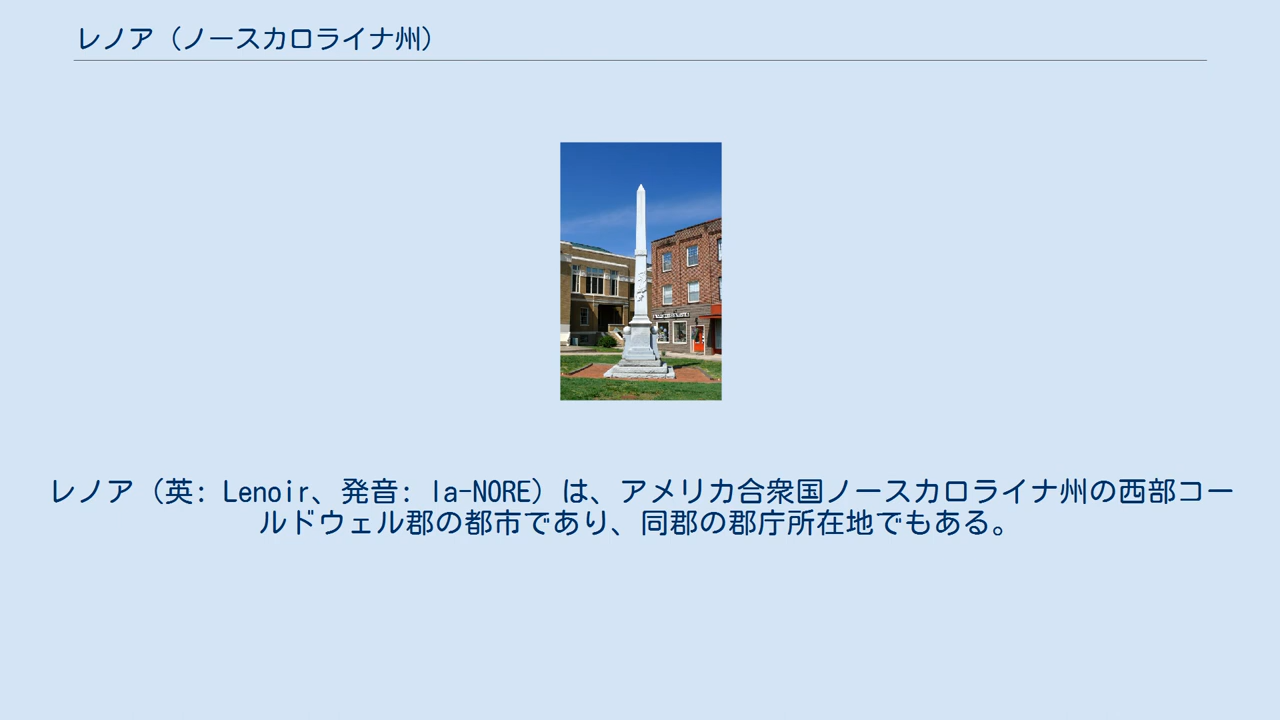 レノア（ノースカロライナ州）
レノア（英: Lenoir、発音: la-NORE）は、アメリカ合衆国ノースカロライナ州の西部コー
ルドウェル郡の都市であり、同郡の郡庁所在地でもある。